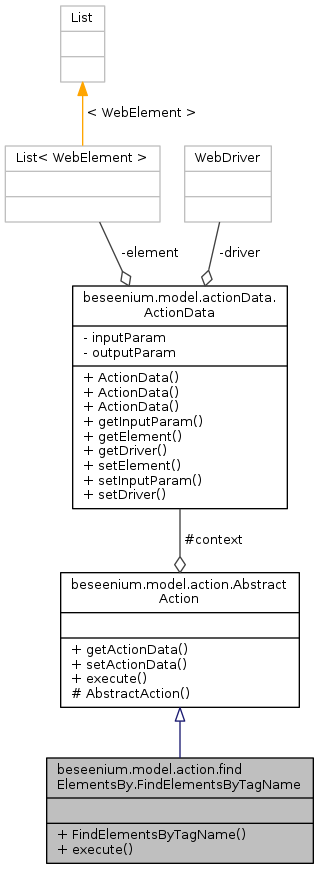 List
< WebElement >
List< WebElement >
WebDriver
-element
-driver
beseenium.model.actionData.
ActionData
- inputParam
- outputParam
+ ActionData()
+ ActionData()
+ ActionData()
+ getInputParam()
+ getElement()
+ getDriver()
+ setElement()
+ setInputParam()
+ setDriver()
#context
beseenium.model.action.Abstract
Action
+ getActionData()
+ setActionData()
+ execute()
# AbstractAction()
beseenium.model.action.find
ElementsBy.FindElementsByTagName
+ FindElementsByTagName()
+ execute()